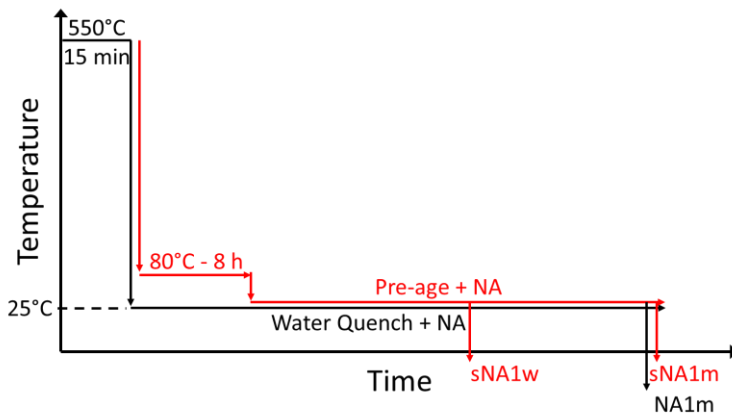 550°C
15 min
Temperature
80°C - 8 h
Pre-age + NA
25°C
Water Quench + NA
Time
sNA1w
sNA1m
NA1m